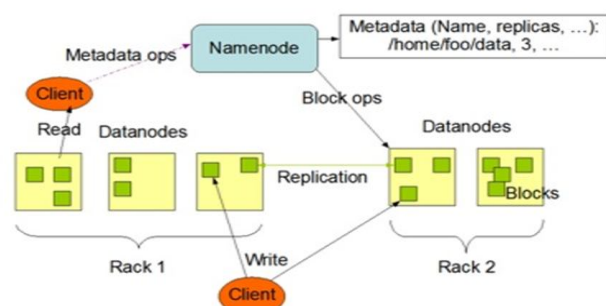 Metadata (Name, replicas, ...):
/home/foo/data, 3, ...
Namenode
Metadata ops
Client
Block ops
Read
Datanodes
Datanodes
Replication
Blocks
Write
Rack 1
Rack 2
Client